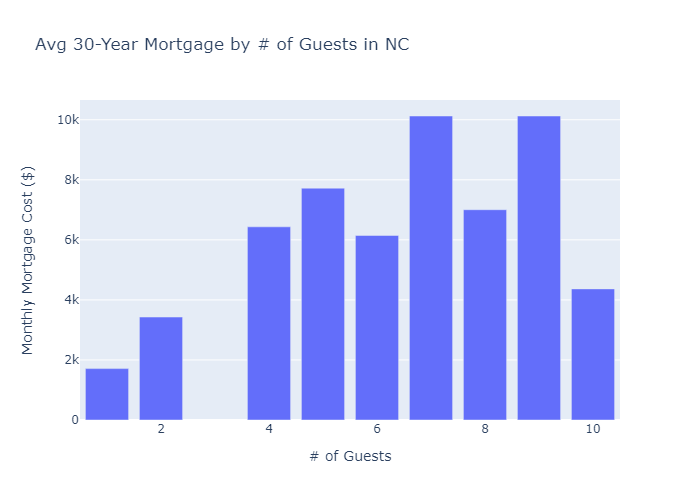 Avg 30-Year Mortgage by # of Guests in NC
Monthly Mortgage Cost ($)
10k
8k
6k
4k
2k
0
2
4
6
8
10
# of Guests